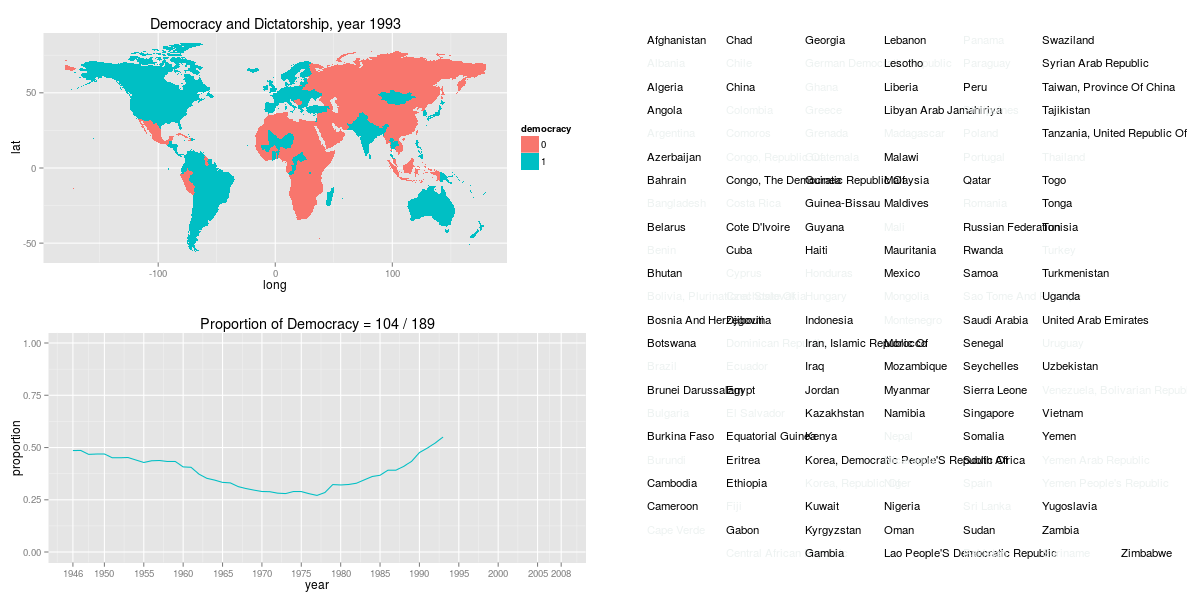 Democracy and Dictatorship, year 1993
lat
50
0
-50
-100 0 100
long
democracy
0
1
Proportion of Democracy = 104 / 189
proportion
1.00
0.75
0.50
0.25
0.00
1946 1950 1955 1960 1965 1970 1975 1980 1985 1990 1995 2000 2005 2008
year
Afghanistan Chad Georgia Lebanon Panama Swaziland
Albania Chile German Democratic Republic Lesotho Paraguay Syrian Arab Republic
Algeria China Ghana Liberia Peru Taiwan, Province Of China
Angola Colombia Greece Libyan Arab Jamahiriya Tajikistan
Argentina Comoros Grenada Madagascar Poland Tanzania, United Republic Of
Azerbaijan Congo, Republic Guatemala Malawi Portugal Thailand
Bahrain Congo, The Democratic Republic Of Guinea Malaysia Qatar Togo
Bangladesh Costa Rica Romania Tonga Guinea-Bissau Maldives
Belarus Cote D'Ivoire Guyana Mali Russian Federation Tunisia
Benin Cuba Haiti Mauritania Rwanda Turkey
Bhutan Cyprus Honduras Mexico Samoa Turkmenistan
Bolivia, Plurinational State Of Hungary Mongolia Sao Tome And Uganda
Bosnia And Herzegovina Djibouti Indonesia Montenegro Saudi Arabia United Arab Emirates
Botswana Dominican Republic Iran, Islamic Republic Of Morocco Senegal Uruguay
Brazil Ecuador Iraq Mozambique Seychelles Uzbekistan
Brunei Darussalam Egypt Jordan Myanmar Sierra Leone Venezuela, Bolivarian Repub
Bulgaria El Salvador Kazakhstan Namibia Singapore Vietnam
Burkina Faso Equatorial Guinea Kenya Nepal Somalia Yemen
Burundi Eritrea Korea, Democratic People'S Republic Of South Africa Yemen Arab Republic
Cambodia Ethiopia Korea, Republic Of Niger Spain Yemen People's Republic
Cameroon Fiji Kuwait Nigeria Sri Lanka Yugoslavia
Cape Verde Gabon Kyrgyzstan Oman Sudan Zambia
Central African Gambia Lao People'S Democratic Republic Suriname Zimbabwe